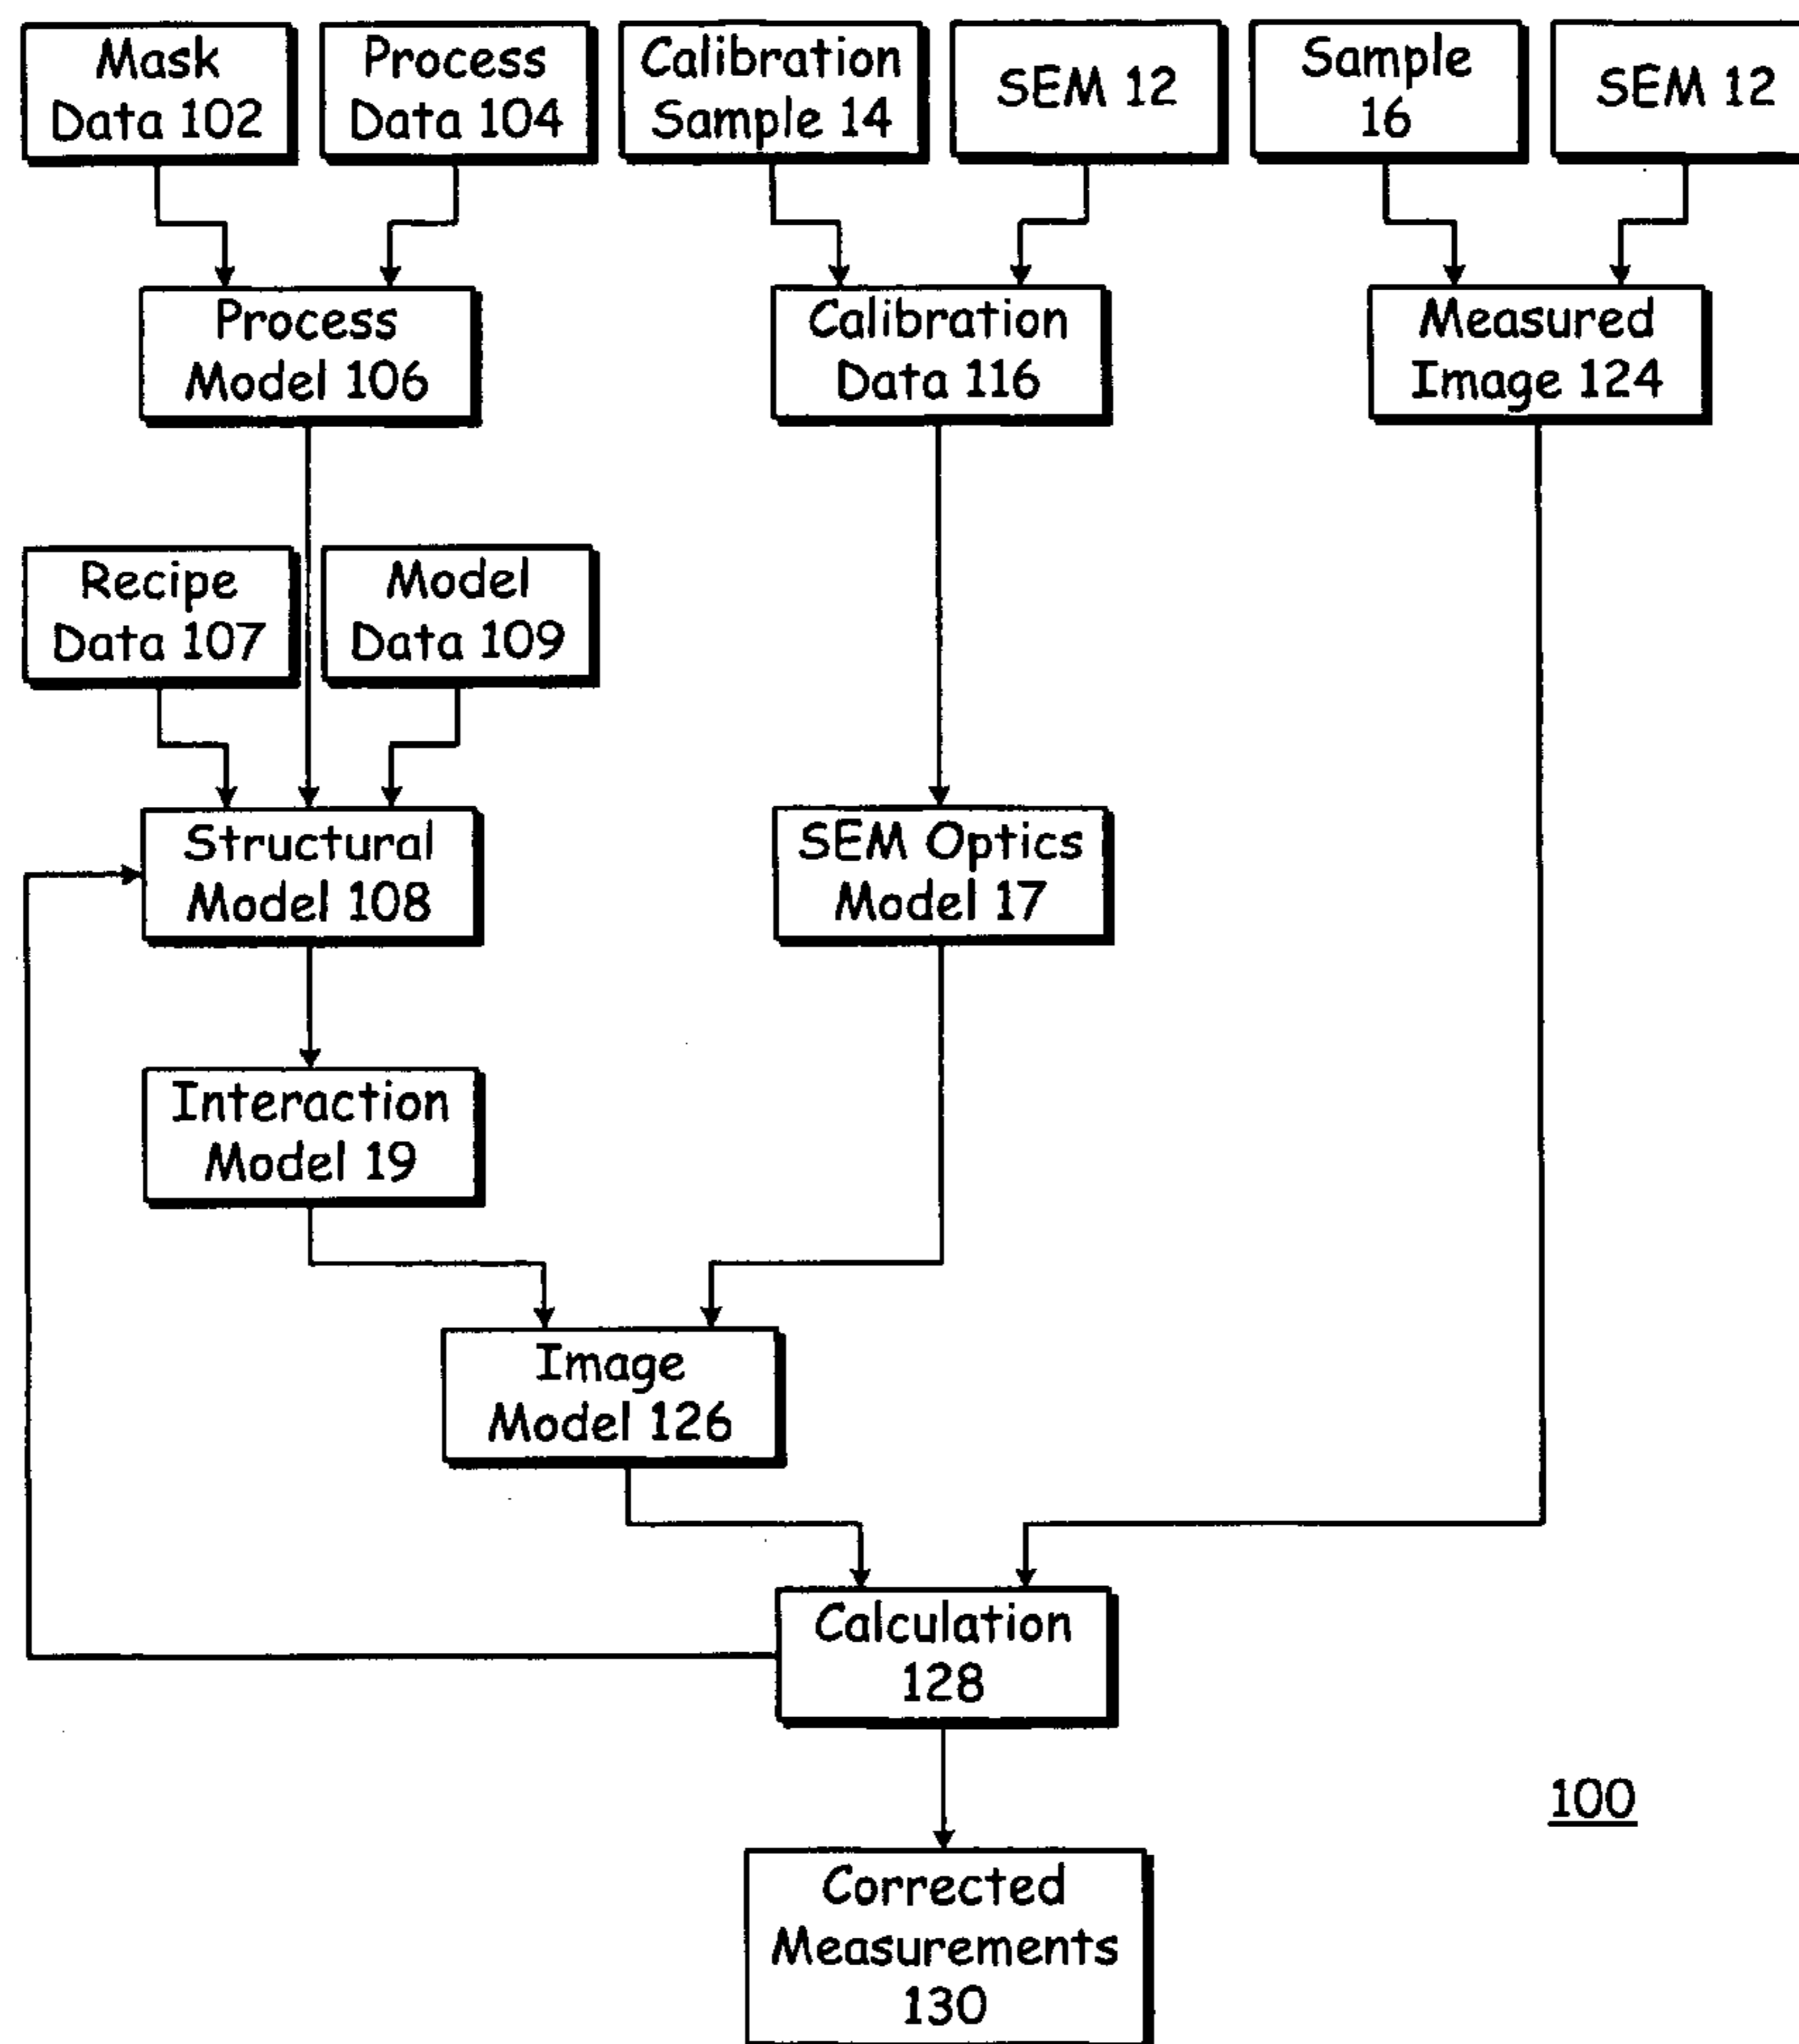 Mask
Data 102
Process
Data 104
Calibration
Sample 14
SEM 12
Sample
16
SEM 12
Process
Model 106
Calibration
Data 116
Measured
Image 124
Recipe
Data 107
Model
Data 109
Structural
Model 108
SEM Optics
Model 17
Interaction
Model 19
Image
Model 126
Calculation
128
100
Corrected
Measurements
130